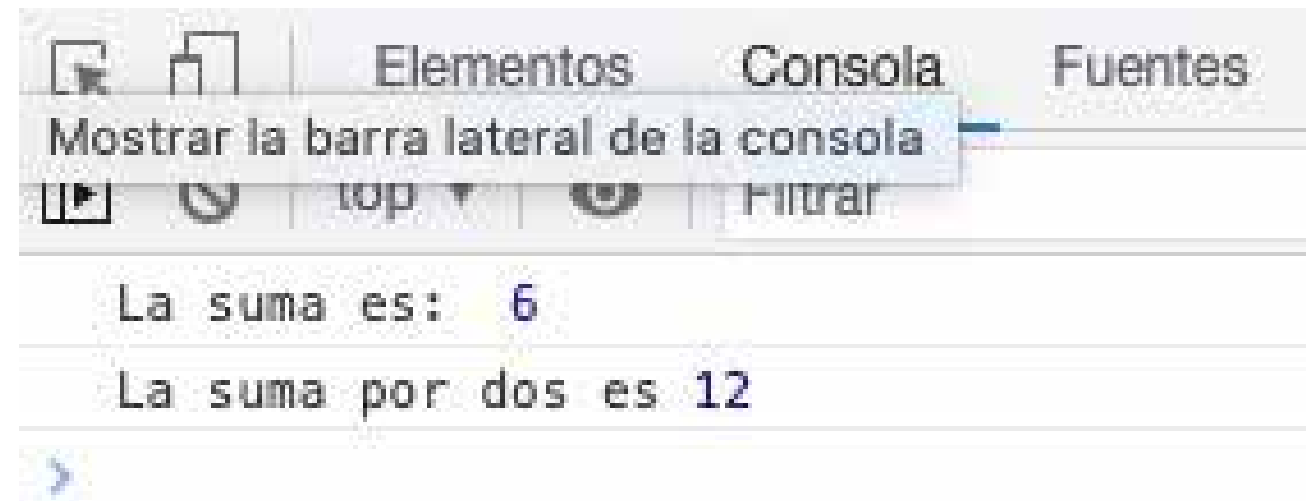 Elementos Consola Fuentes
Mostrar la barra lateral de la consola
top Filtrar
La suma es: 6
La suma por dos es 12